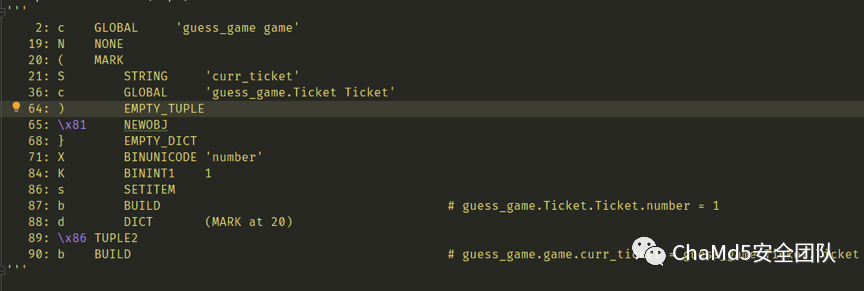 '''
2: c GLOBAL 'guess_game game'
19: N NONE
20: ( MARK
21: S STRING 'curr_ticket'
36: c GLOBAL 'guess_game.Ticket Ticket'
64: ) EMPTY_TUPLE
65: \x81 NEWOBJ
68: } EMPTY_DICT
71: X BINUNICODE 'number'
84: K BININT1 1
86: s SETITEM
87: b BUILD # guess_game.Ticket.Ticket.number = 1
88: d DICT (MARK at 20)
89: \x86 TUPLE2
90: b BUILD # guess_game.game.curr_
ChaMd5安全团队
'''